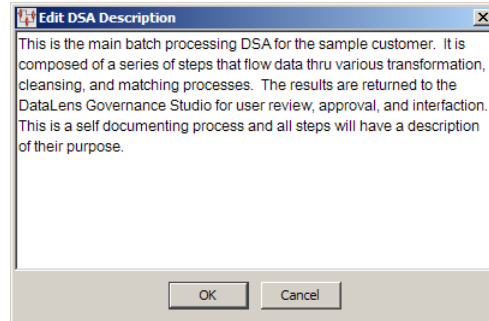 Edit DSA Description
This is the main batch processing DSA for the sample customer.  It is
composed of a series of steps that flow data thru various transformation,
cleansing, and matching processes.  The results are returned to the
DataLens Governance Studio for user review, approval, and interfaction.
This is a self documenting process and all steps will have a description
of their purpose.
OK Cancel